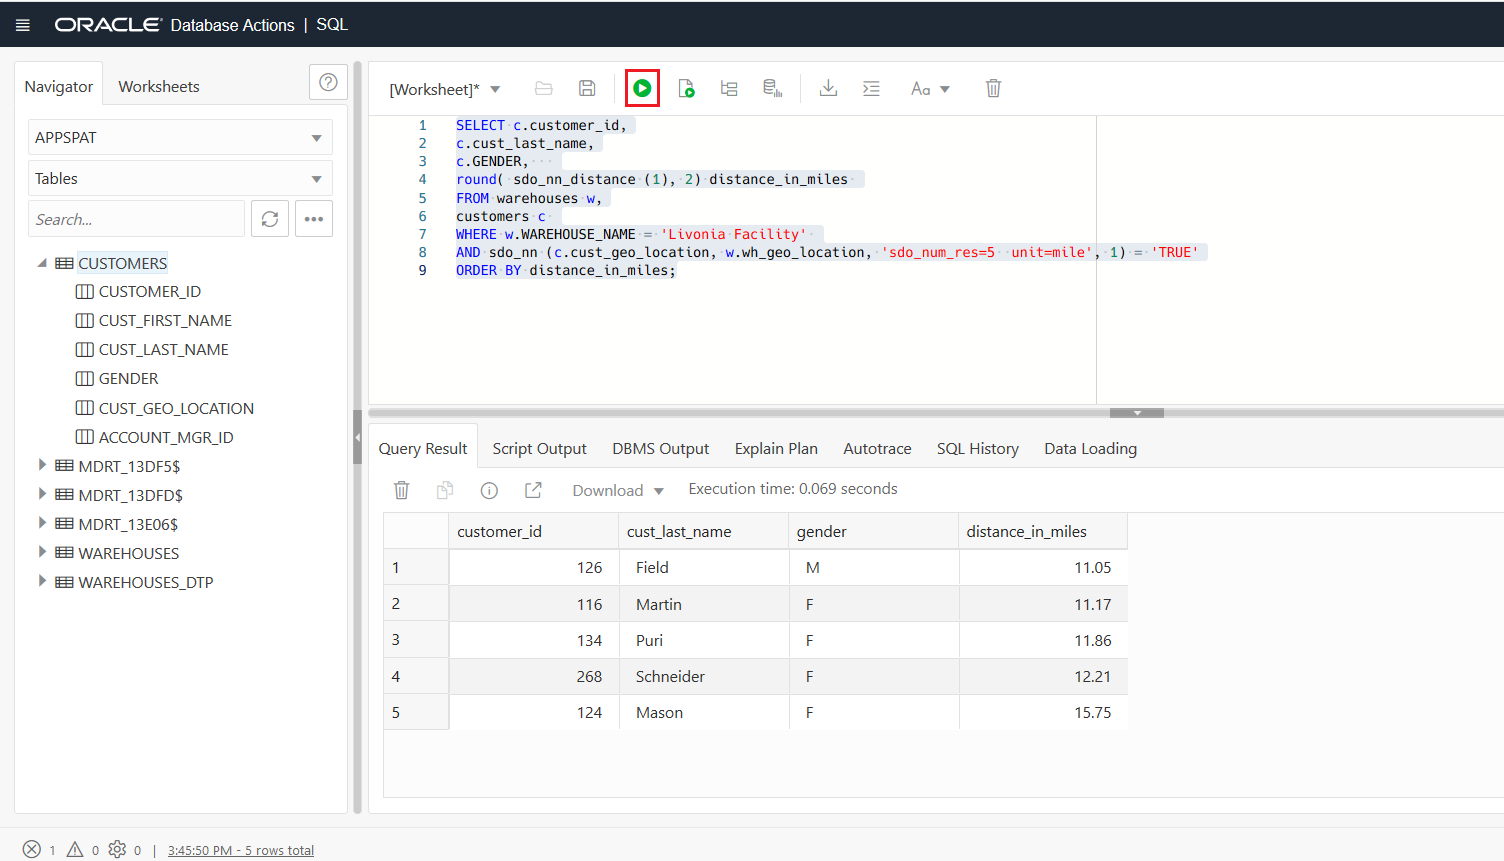 ORACLE Database Actions | SQL
Navigator
Worksheets
[Worksheet]*
Aa
APPSPAT
Tables
Search...
CUSTOMERS
CUSTOMER_ID
CUST_FIRST_NAME
CUST_LAST_NAME
GENDER
CUST_GEO_LOCATION
ACCOUNT_MGR_ID
MDRT_13DF5$
MDRT_13DFD$
MDRT_13E06$
WAREHOUSES
WAREHOUSES_DTP
1 SELECT c.customer_id,
2 c.cust_last_name,
3 c.GENDER,
4 round( sdo_nn_distance (1), 2) distance_in_miles
5 FROM warehouses w,
6 customers c
7 WHERE w.WAREHOUSE_NAME = 'Livonia Facility'
8 AND sdo_nn (c.cust_geo_location, w.wh_geo_location, 'sdo_num_res=5  unit=mile', 1) = 'TRUE'
9 ORDER BY distance_in_miles;
Query Result Script Output DBMS Output Explain Plan Autotrace SQL History Data Loading
Download Execution time: 0.069 seconds
customer_id cust_last_name gender distance_in_miles
1 126 Field M 11.05
2 116 Martin F 11.17
3 134 Puri F 11.86
4 268 Schneider F 12.21
5 124 Mason F 15.75
1 0 0 | 3:45:50 PM - 5 rows total